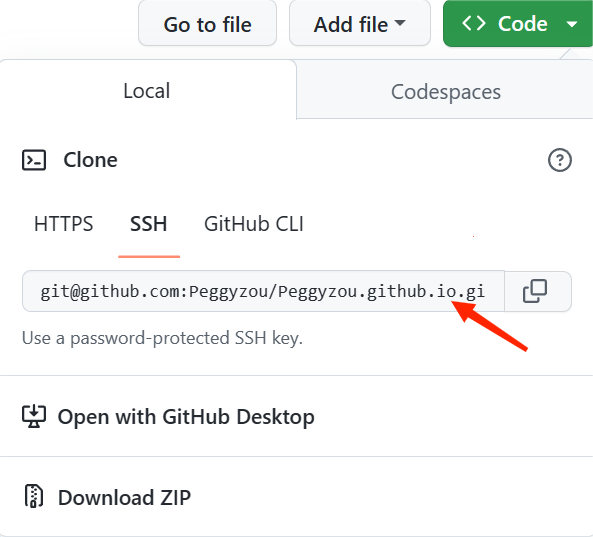 Go to file Add file <> Code
Local Codespaces
Clone
HTTPS SSH GitHub CLI
git@github.com:Peggyzou/Peggyzou.github.io.gi
Use a password-protected SSH key.
Open with GitHub Desktop
Download ZIP